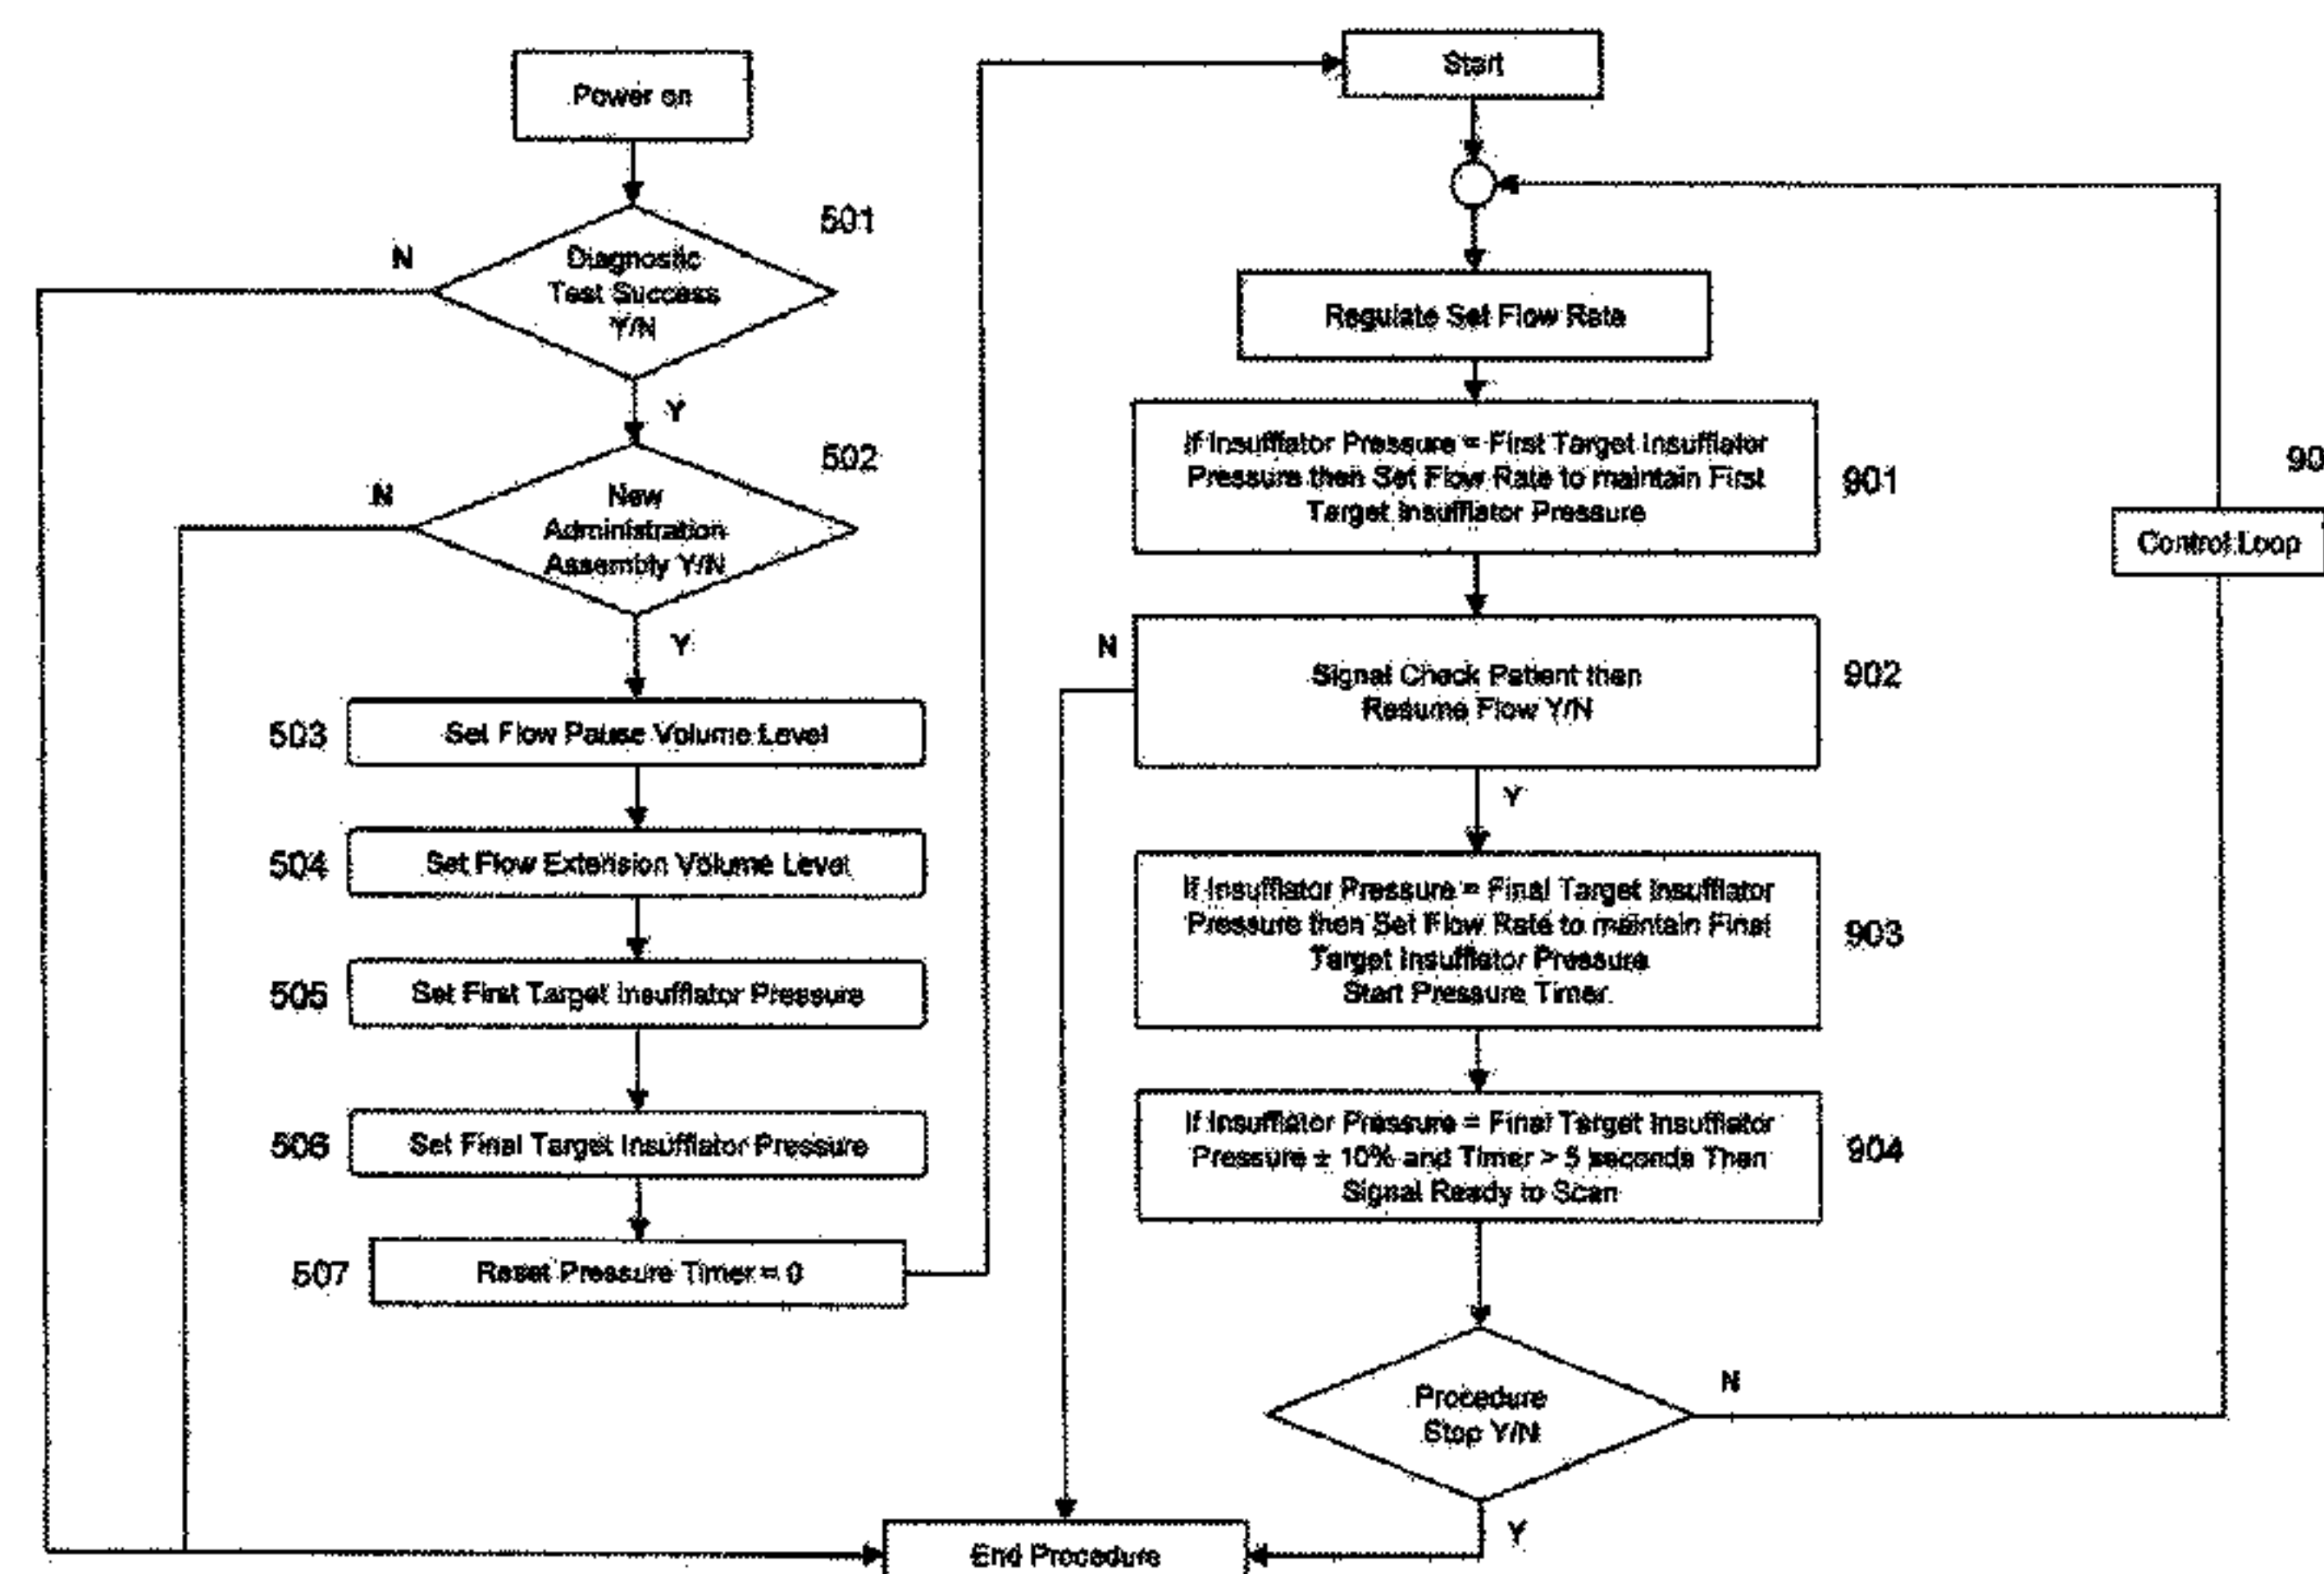 Power on
501
N
Diagnostic
Test Success
Y/N
Y
502
N
New
Administration
Assembly Y/N
Y
503
Set Flow Pause Volume Level
504
Set Flow Extension Volume Level
505
Set First Target Insufflator Pressure
506
Set Final Target Insufflator Pressure
507
Reset Pressure Timer = 0
Start
Regulate Set Flow Rate
If Insufflator Pressure = First Target Insufflator
Pressure then Set Flow Rate to maintain First
Target Insufflator Pressure
901
Control Loop
N
Signal Check Patient then
Resume Flow Y/N
902
Y
If Insufflator Pressure = Final Target Insufflator
Pressure then Set Flow Rate to maintain Final
Target Insufflator Pressure
Start Pressure Timer.
903
If Insufflator Pressure = Final Target Insufflator
Pressure ± 10% and Timer > 5 seconds Then
Signal Ready to Scan
904
Procedure
Stop Y/N
N
Y
End Procedure